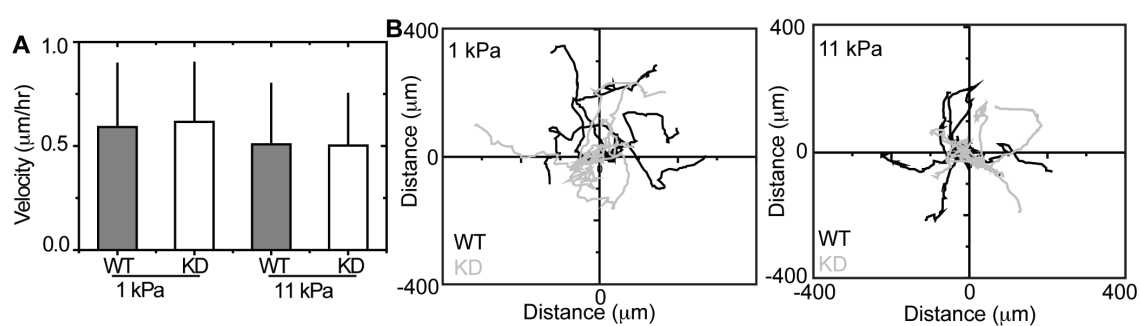 A
Velocity (μm/hr)
1.0
0.5
0.0
WT KD WT KD
1 kPa 11 kPa
B
400
1 kPa
Distance (μm)
0
WT
KD
-400
0
Distance (μm)
400
11 kPa
Distance (μm)
0
WT
KD
-400
-400 0 400
Distance (μm)